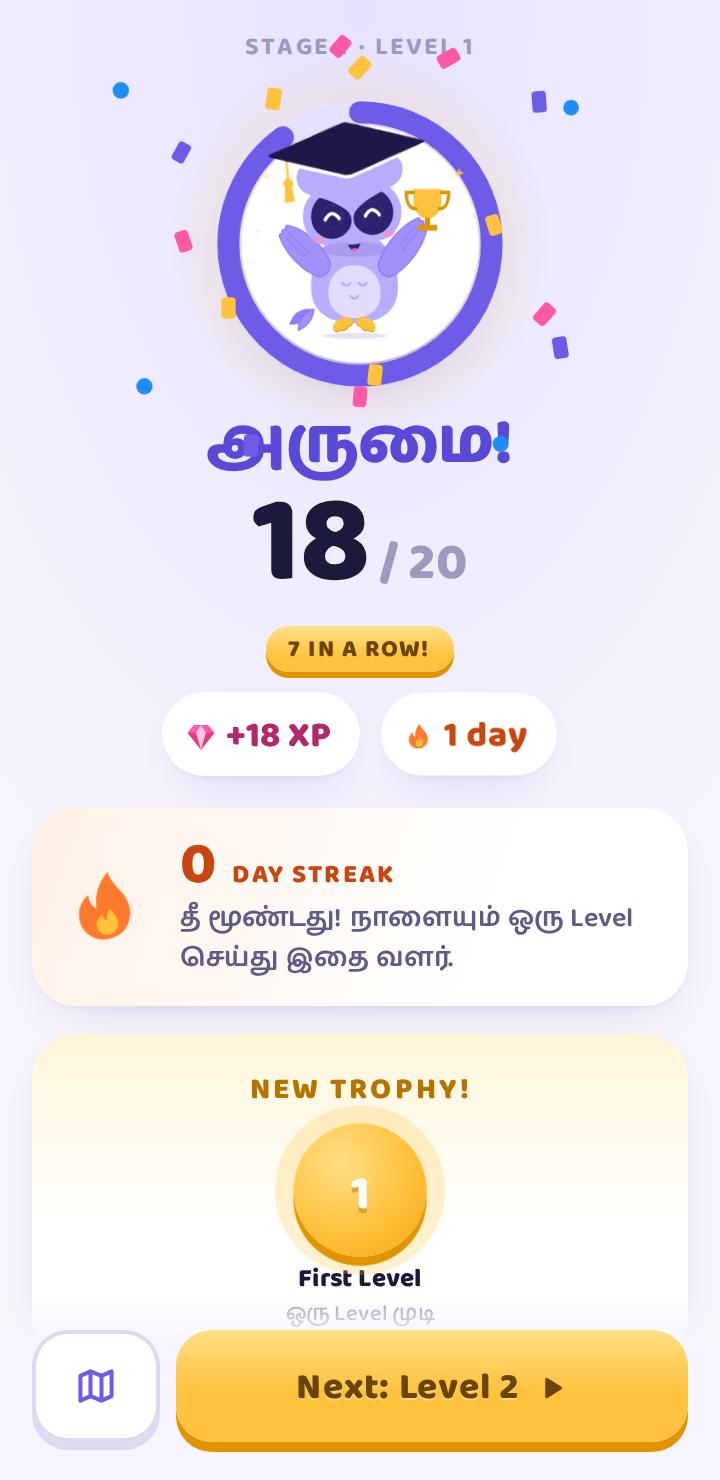 STAGE · LEVEL 1
அருமை!
18 / 20
7 IN A ROW!
+18 XP
1 day
0 DAY STREAK
தீ மூண்டது! நாளையும் ஒரு Level
செய்து இதை வளர்.
NEW TROPHY!
1
First Level
ஒரு Level முடி
Next: Level 2